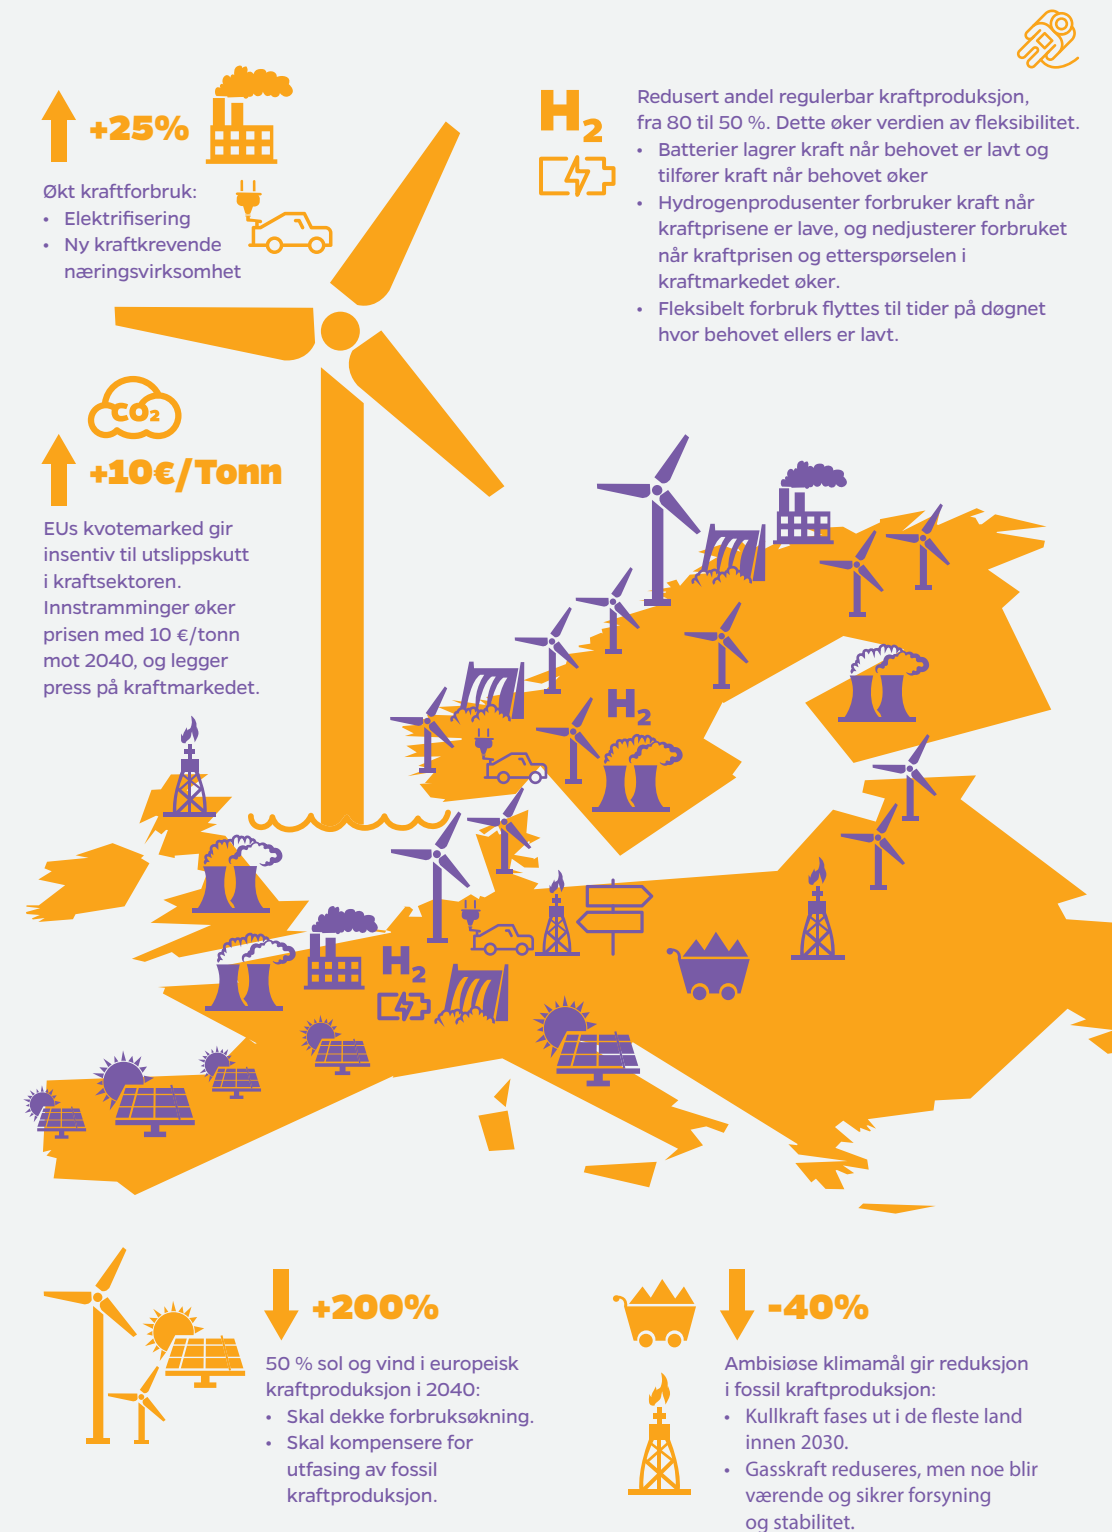 +25%
Økt kraftforbruk:
• Elektrifisering
• Ny kraftkrevende
næringsvirksomhet
H2
Redusert andel regulerbar kraftproduksjon,
fra 80 til 50 %. Dette øker verdien av fleksibilitet.
• Batterier lagrer kraft når behovet er lavt og
tilfører kraft når behovet øker
• Hydrogenprodusenter forbruker kraft når
kraftprisene er lave, og nedjusterer forbruket
når kraftprisen og etterspørselen i
kraftmarkedet øker.
• Fleksibelt forbruk flyttes til tider på døgnet
hvor behovet ellers er lavt.
CO2
+10€/Tonn
EUs kvotemarked gir
insentiv til utslippskutt
i kraftsektoren.
Innstramminger øker
prisen med 10 €/tonn
mot 2040, og legger
press på kraftmarkedet.
H2
H2
+200%
50 % sol og vind i europeisk
kraftproduksjon i 2040:
• Skal dekke forbruksøkning.
• Skal kompensere for
utfasing av fossil
kraftproduksjon.
-40%
Ambisiøse klimamål gir reduksjon
i fossil kraftproduksjon:
• Kullkraft fases ut i de fleste land
innen 2030.
• Gasskraft reduseres, men noe blir
værende og sikrer forsyning
og stabilitet.